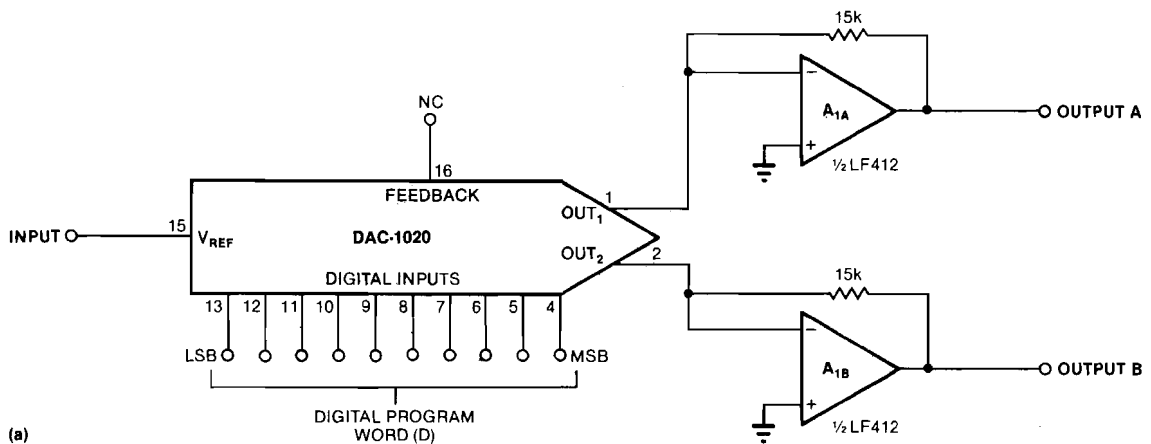 15k
−
A1A
+
½ LF412
OUTPUT A
NC
16
FEEDBACK
1
OUT1
INPUT
15
VREF
DAC-1020
OUT2
2
DIGITAL INPUTS
13 12 11 10 9 8 7 6 5 4
LSB MSB
DIGITAL PROGRAM
WORD (D)
15k
−
A1B
+
½ LF412
OUTPUT B
(a)